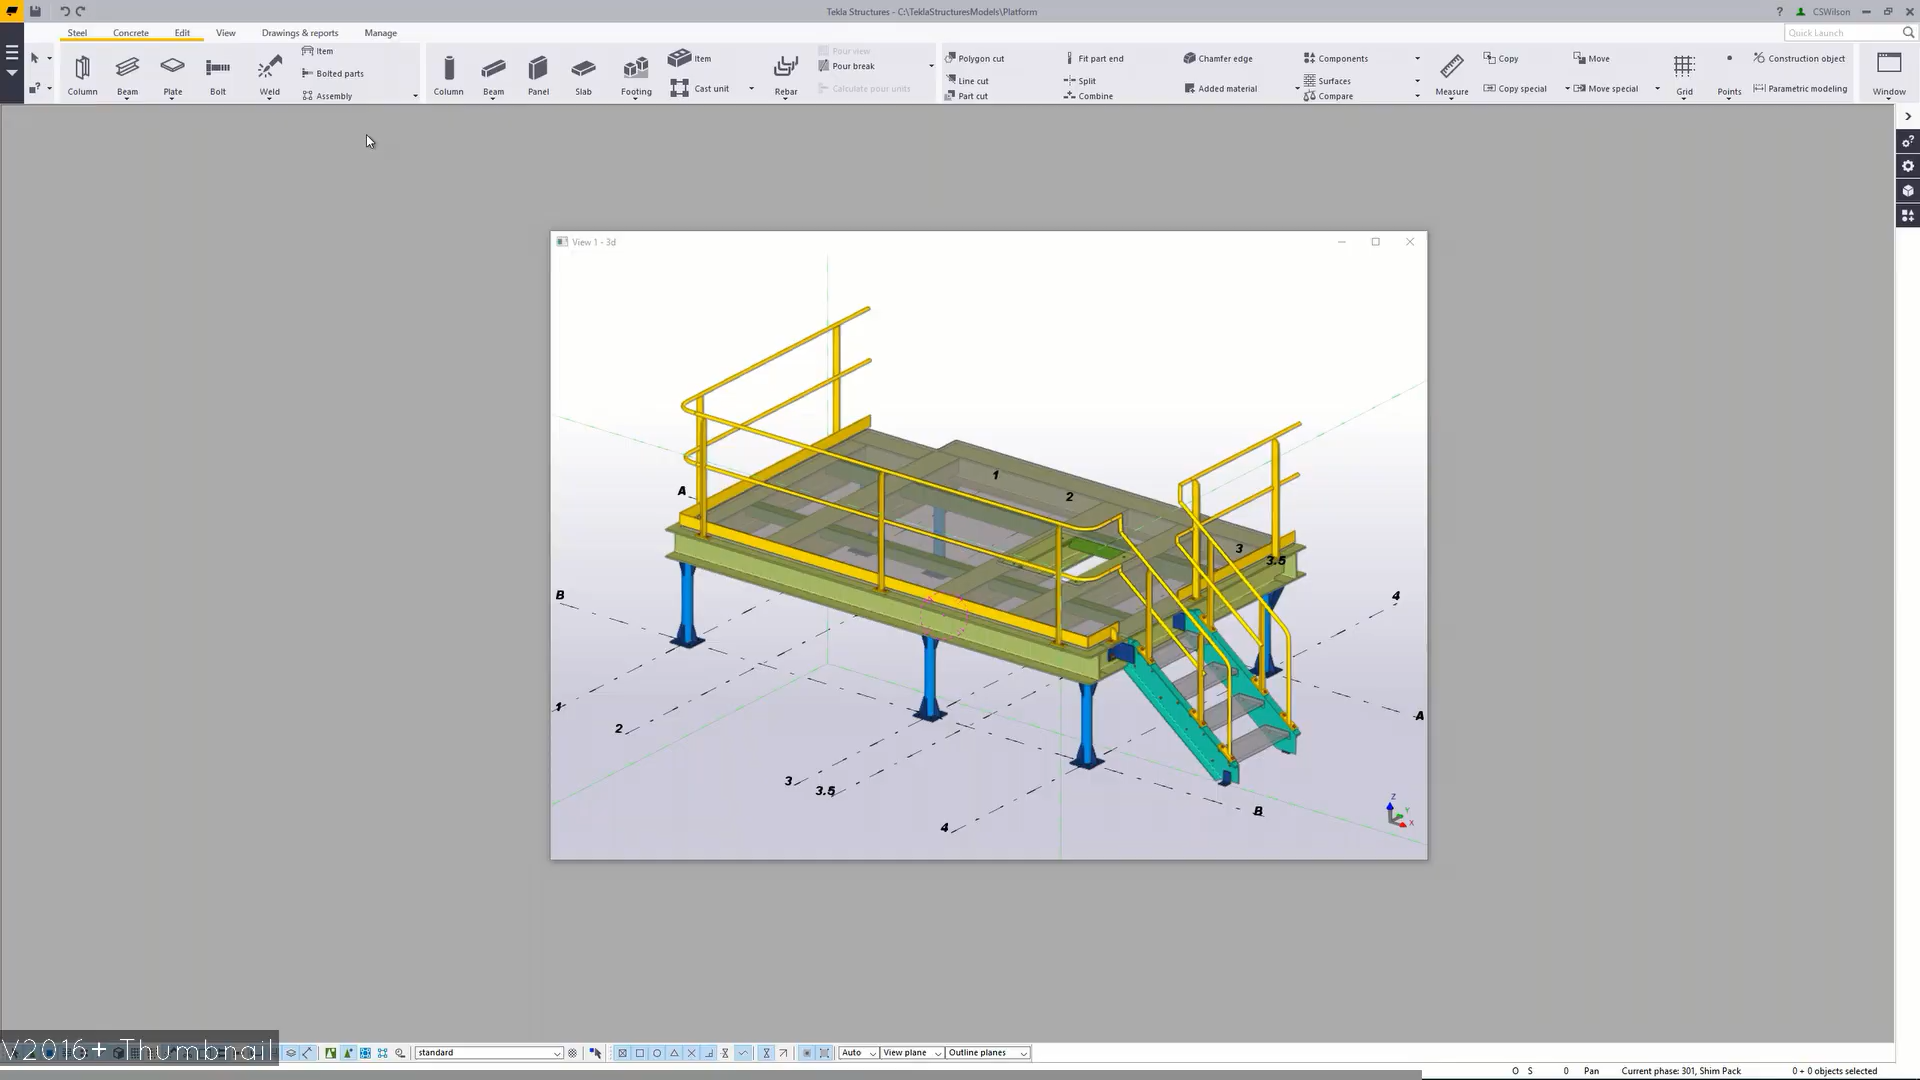 Tekla Structures - C:\TeklaStructuresModels\Platform
CSWilson
Steel Concrete Edit View Drawings & reports Manage
Quick Launch
Column Beam Plate Bolt Weld
Item
Bolted parts
Assembly
Column Beam Panel Slab Footing
Item
Cast unit
Rebar
Pour view
Pour break
Calculate pour units
Polygon cut
Line cut
Part cut
Fit part end
Split
Combine
Chamfer edge
Added material
Components
Surfaces
Compare
Measure
Copy
Copy special
Move
Move special
Grid
Points
Construction object
Parametric modeling
Window
View 1 - 3d
1
2
A
3
3.5
B
4
1
2
A
3
3.5
B
4
Z
Y
X
V2016+ Thumbnail
standard
Auto
View plane
Outline planes
O S 0 Pan Current phase: 301, Shim Pack 0 + 0 objects selected